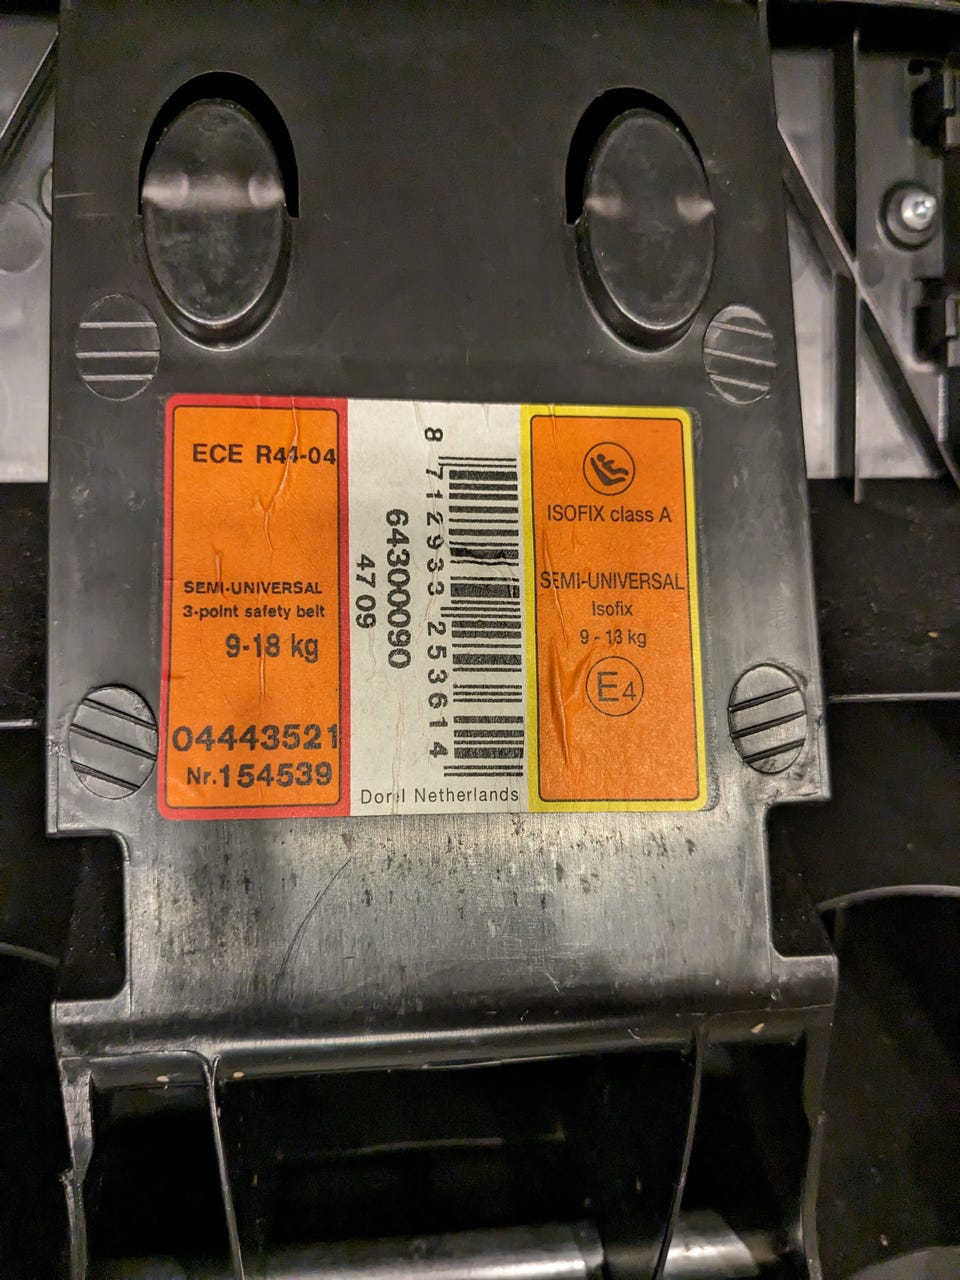 ECE R44-04
SEMI-UNIVERSAL
3-point safety belt
9-18 kg
04443521
Nr.154539
8 712933 253614
64300090
4709
Dorel Netherlands
ISOFIX class A
SEMI-UNIVERSAL
Isofix
9 - 18 kg
E4